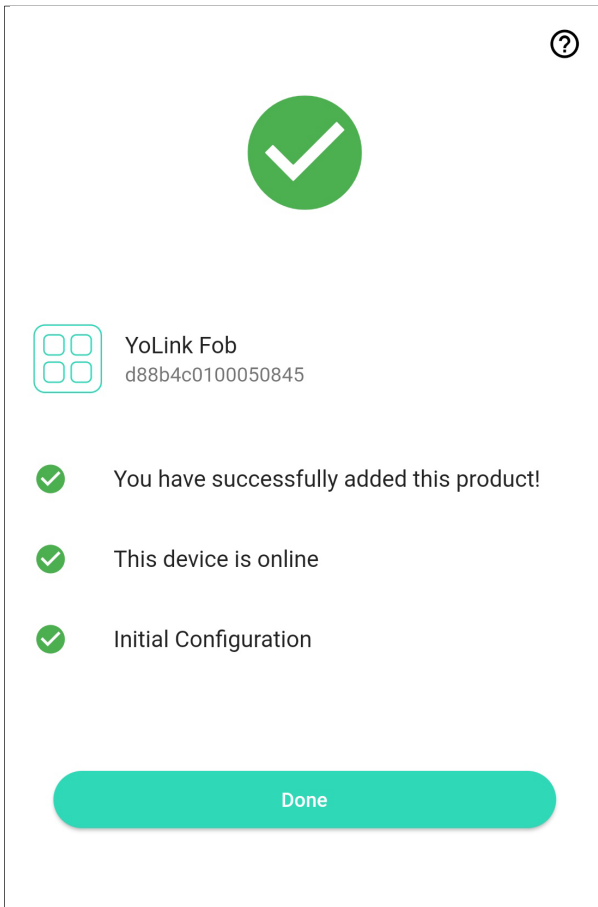 YoLink Fob
d88b4c0100050845
You have successfully added this product!
This device is online
Initial Configuration
Done